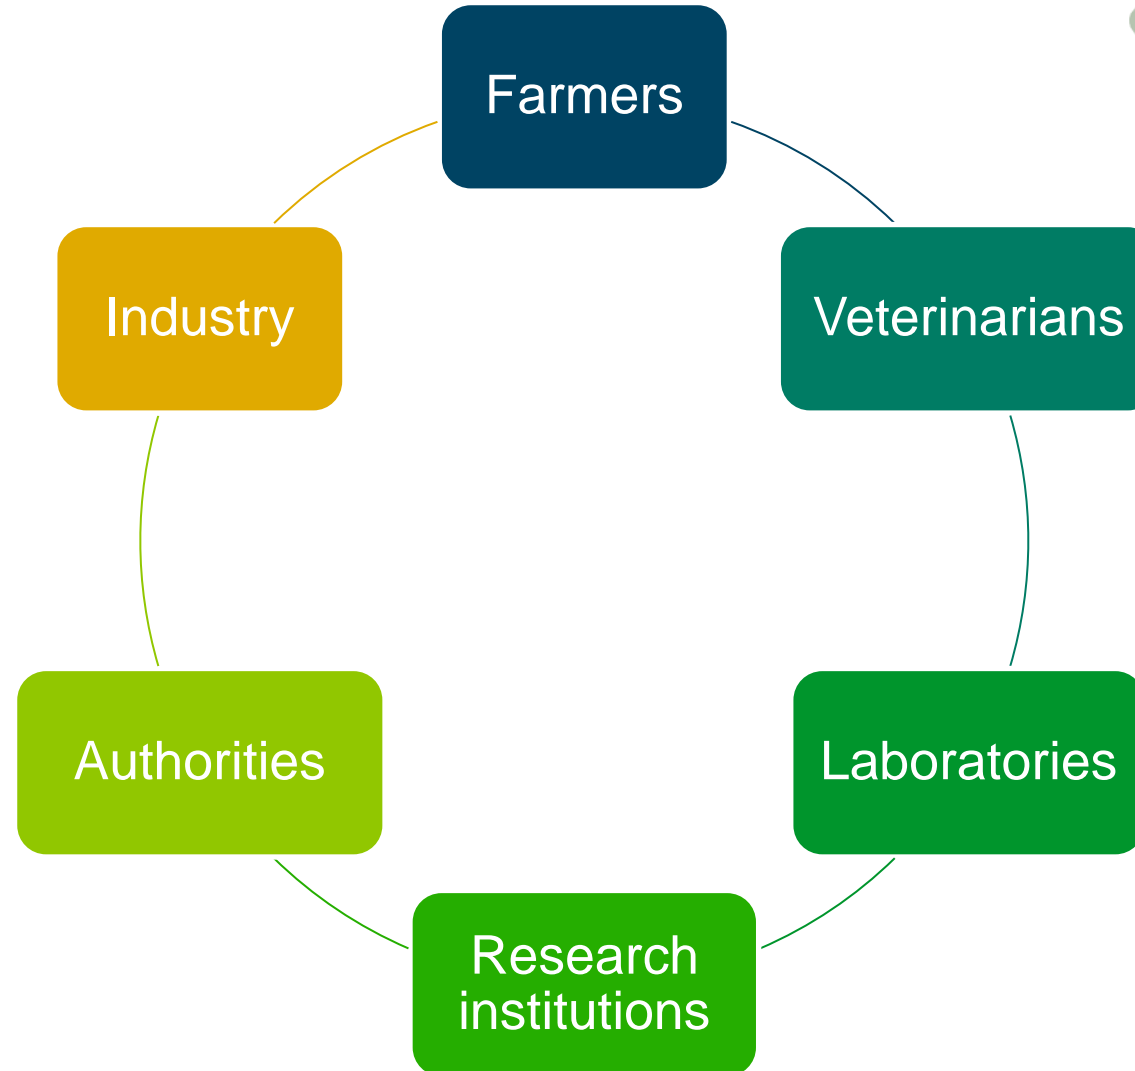 Farmers
Veterinarians
Laboratories
Research
institutions
Authorities
Industry